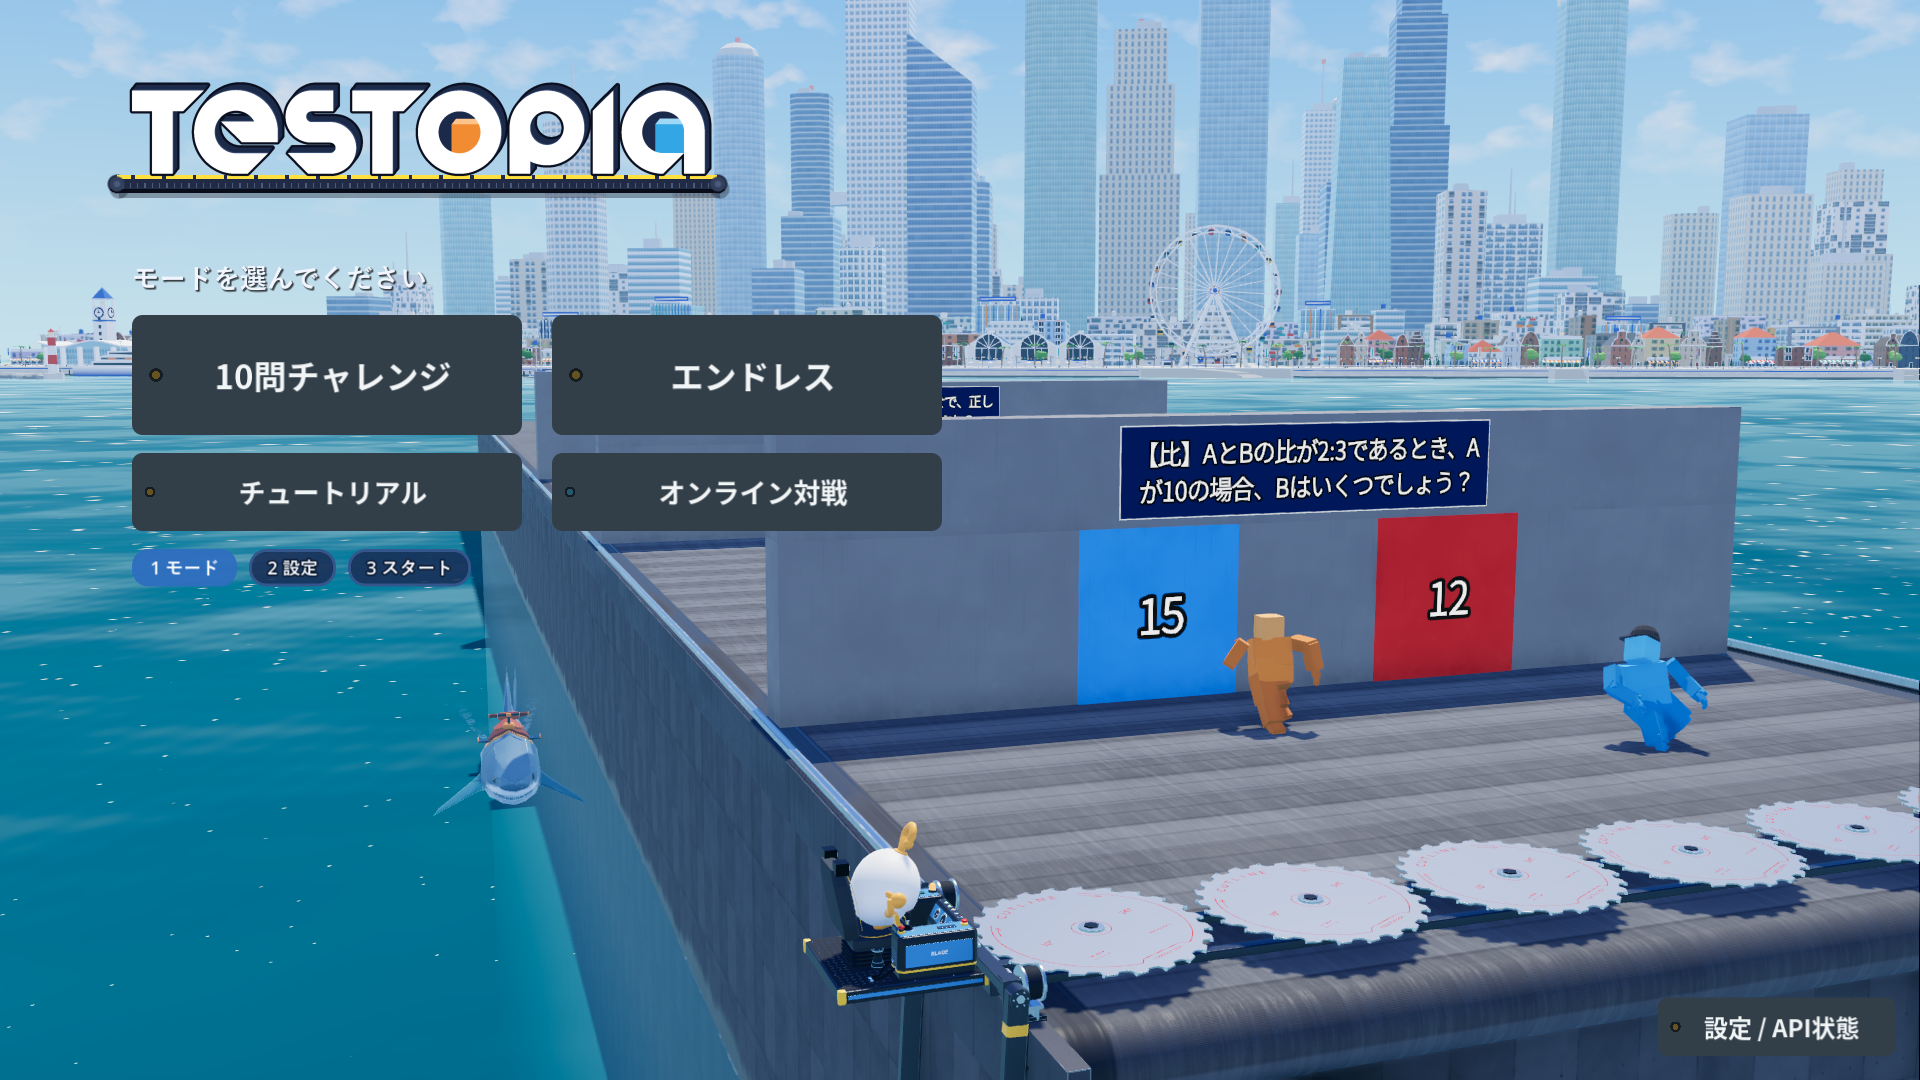 TESTOPIA
モードを選んでください
10問チャレンジ
エンドレス
チュートリアル
オンライン対戦
1 モード
2 設定
3 スタート
で、正し
【比】AとBの比が2:3であるとき、A
が10の場合、Bはいくつでしょう？
15
12
BLADE
設定 / API状態